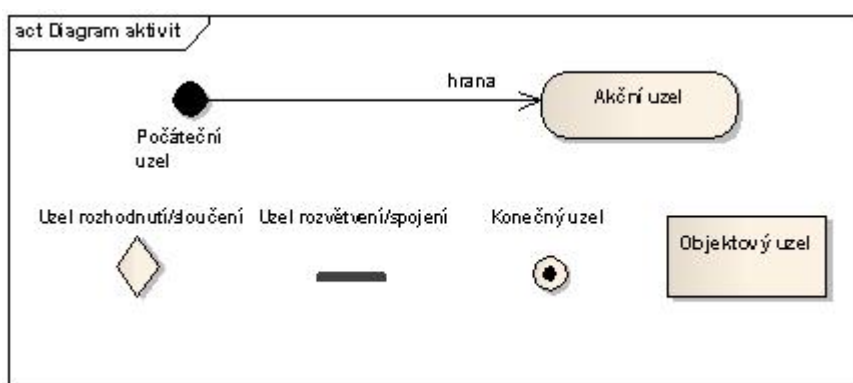 act Diagram aktivit
hrana
Akční uzel
Počáteční
uzel
Uzel rozhodnutí/sloučení
Uzel rozvětvení/spojení
Konečný uzel
Objektový uzel